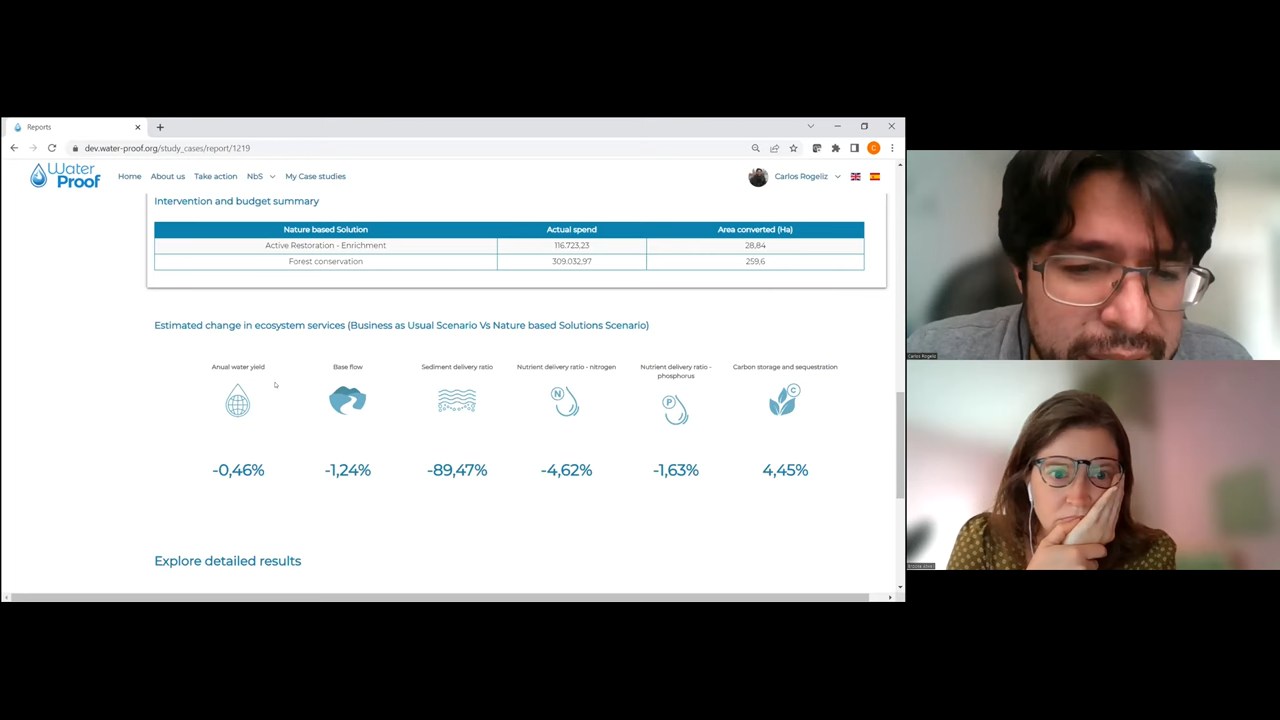 Reports
dev.water-proof.org/study_cases/report/1219
C
Water
Proof
Home
About us
Take action
NbS
My Case studies
Carlos Rogeliz
Intervention and budget summary
Nature based Solution Actual spend Area converted (Ha)
Active Restoration - Enrichment 116.723,23 28,84
Forest conservation 309.032,97 259,6
Estimated change in ecosystem services (Business as Usual Scenario Vs Nature based Solutions Scenario)
Anual water yield
Base flow
Sediment delivery ratio
Nutrient delivery ratio - nitrogen
Nutrient delivery ratio -
phosphorus
Carbon storage and sequestration
N
P
C
-0,46%
-1,24%
-89,47%
-4,62%
-1,63%
4,45%
Explore detailed results
Carlos Rogeliz